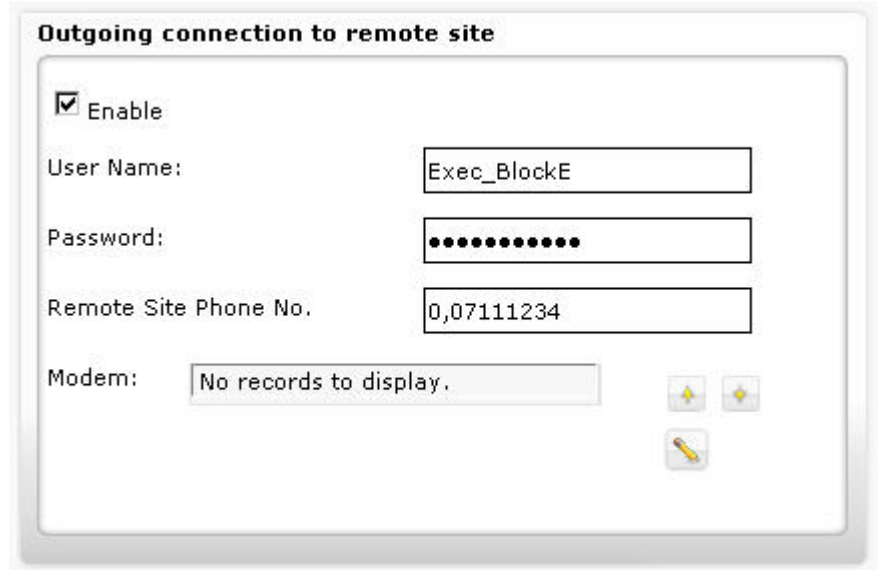 Outgoing connection to remote site
Enable
User Name: Exec_BlockE
Password: •••••••••••
Remote Site Phone No. 0,07111234
Modem: No records to display.